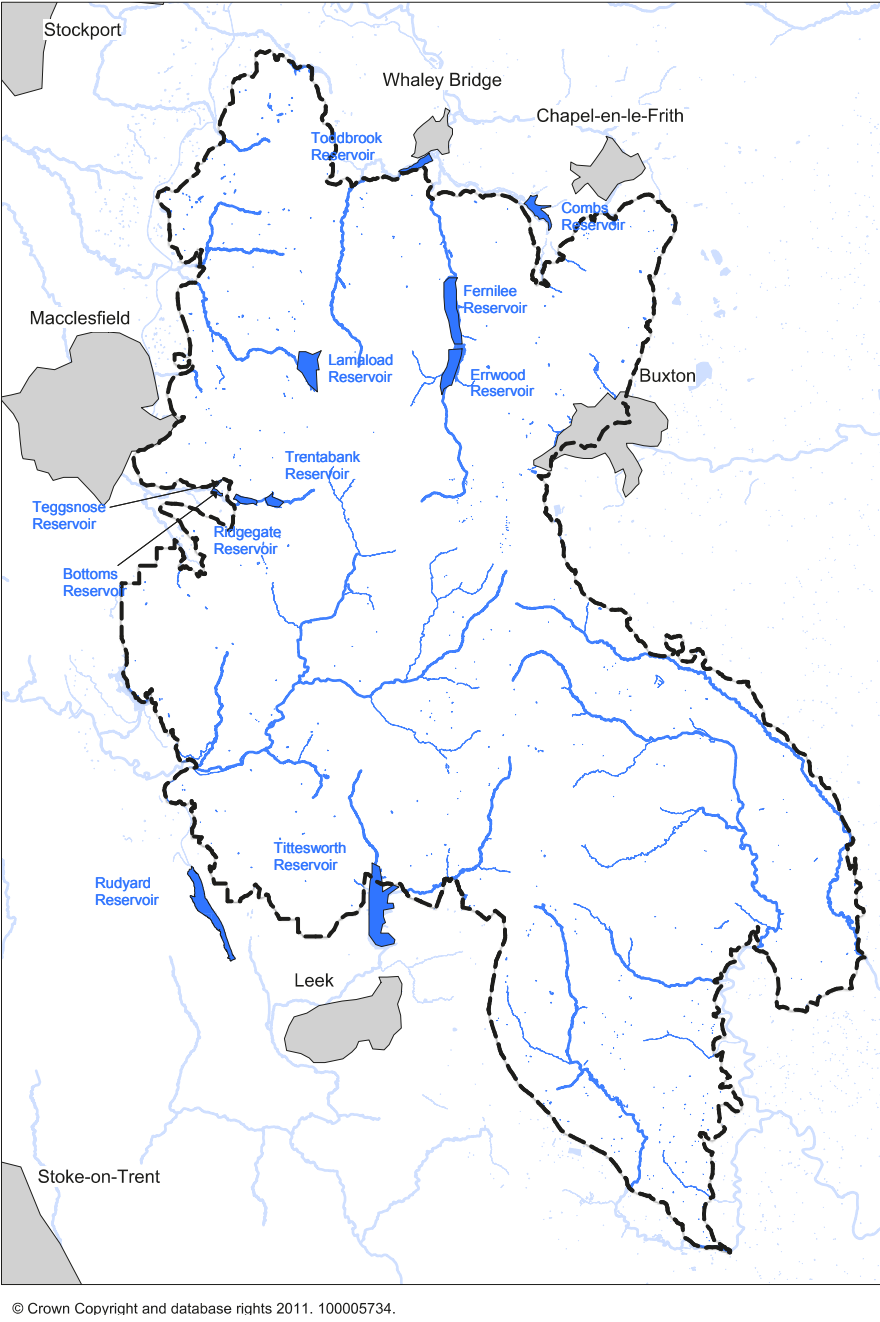 Stockport
Whaley Bridge
Chapel-en-le-Frith
Toddbrook
Reservoir
Combs
Reservoir
Fernilee
Reservoir
Macclesfield
Lamaload
Reservoir
Errwood
Reservoir
Buxton
Trentabank
Reservoir
Teggsnose
Reservoir
Ridgegate
Reservoir
Bottoms
Reservoir
Tittesworth
Reservoir
Rudyard
Reservoir
Leek
Stoke-on-Trent
© Crown Copyright and database rights 2011. 100005734.